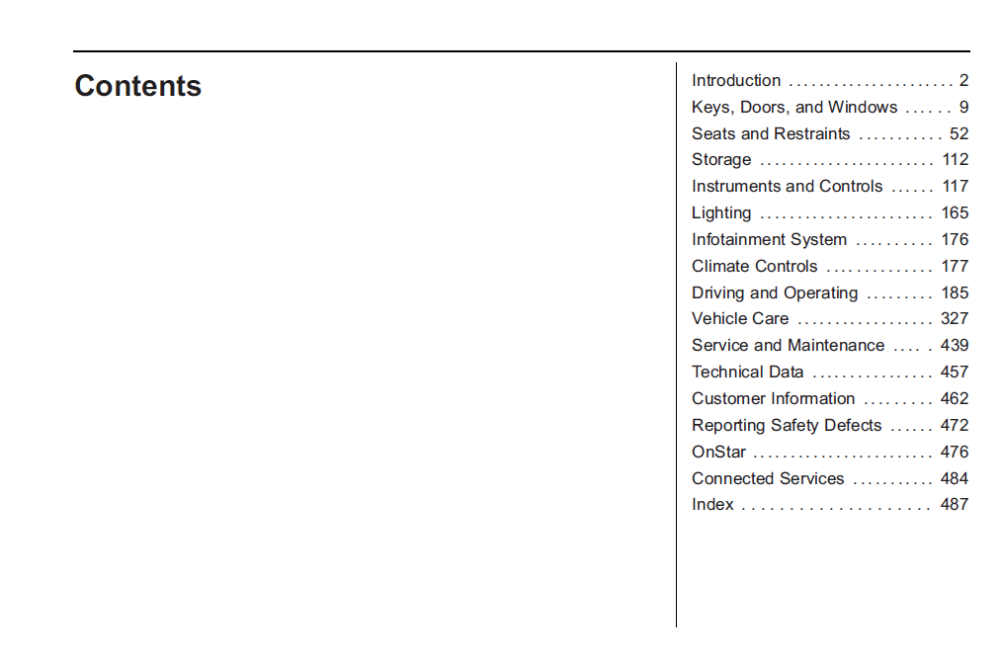 Contents
Introduction . . . . . . . . . . . . . . . . . . . . . . 2
Keys, Doors, and Windows . . . . . . 9
Seats and Restraints . . . . . . . . . . . 52
Storage . . . . . . . . . . . . . . . . . . . . . . . 112
Instruments and Controls . . . . . . 117
Lighting . . . . . . . . . . . . . . . . . . . . . . . 165
Infotainment System . . . . . . . . . . 176
Climate Controls . . . . . . . . . . . . . . 177
Driving and Operating . . . . . . . . . 185
Vehicle Care . . . . . . . . . . . . . . . . . . 327
Service and Maintenance . . . . . 439
Technical Data . . . . . . . . . . . . . . . . 457
Customer Information . . . . . . . . . 462
Reporting Safety Defects . . . . . . 472
OnStar . . . . . . . . . . . . . . . . . . . . . . . . 476
Connected Services . . . . . . . . . . . 484
Index . . . . . . . . . . . . . . . . . . . . 487